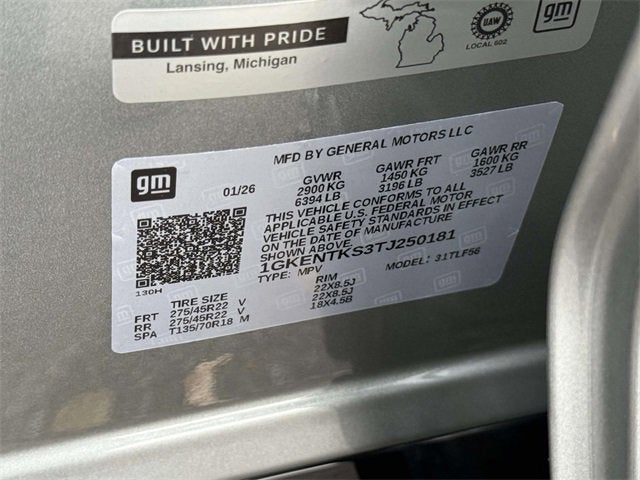 BUILT WITH PRIDE
Lansing, Michigan
UAW
LOCAL 602
gm
MFD BY GENERAL MOTORS LLC
gm
01/26
GVWR GAWR FRT GAWR RR
2900 KG 1450 KG 1600 KG
6394 LB 3196 LB 3527 LB
THIS VEHICLE CONFORMS TO ALL
APPLICABLE U.S. FEDERAL MOTOR
VEHICLE SAFETY STANDARDS IN EFFECT
ON THE DATE OF MANUFACTURE
SHOWN ABOVE.
1GKENTKS3TJ250181
TYPE: MPV MODEL: 31TLF56
130H
TIRE SIZE RIM
FRT 275/45R22 V 22X8.5J
RR 275/45R22 V 22X8.5J
SPA T135/70R18 M 18X4.5B